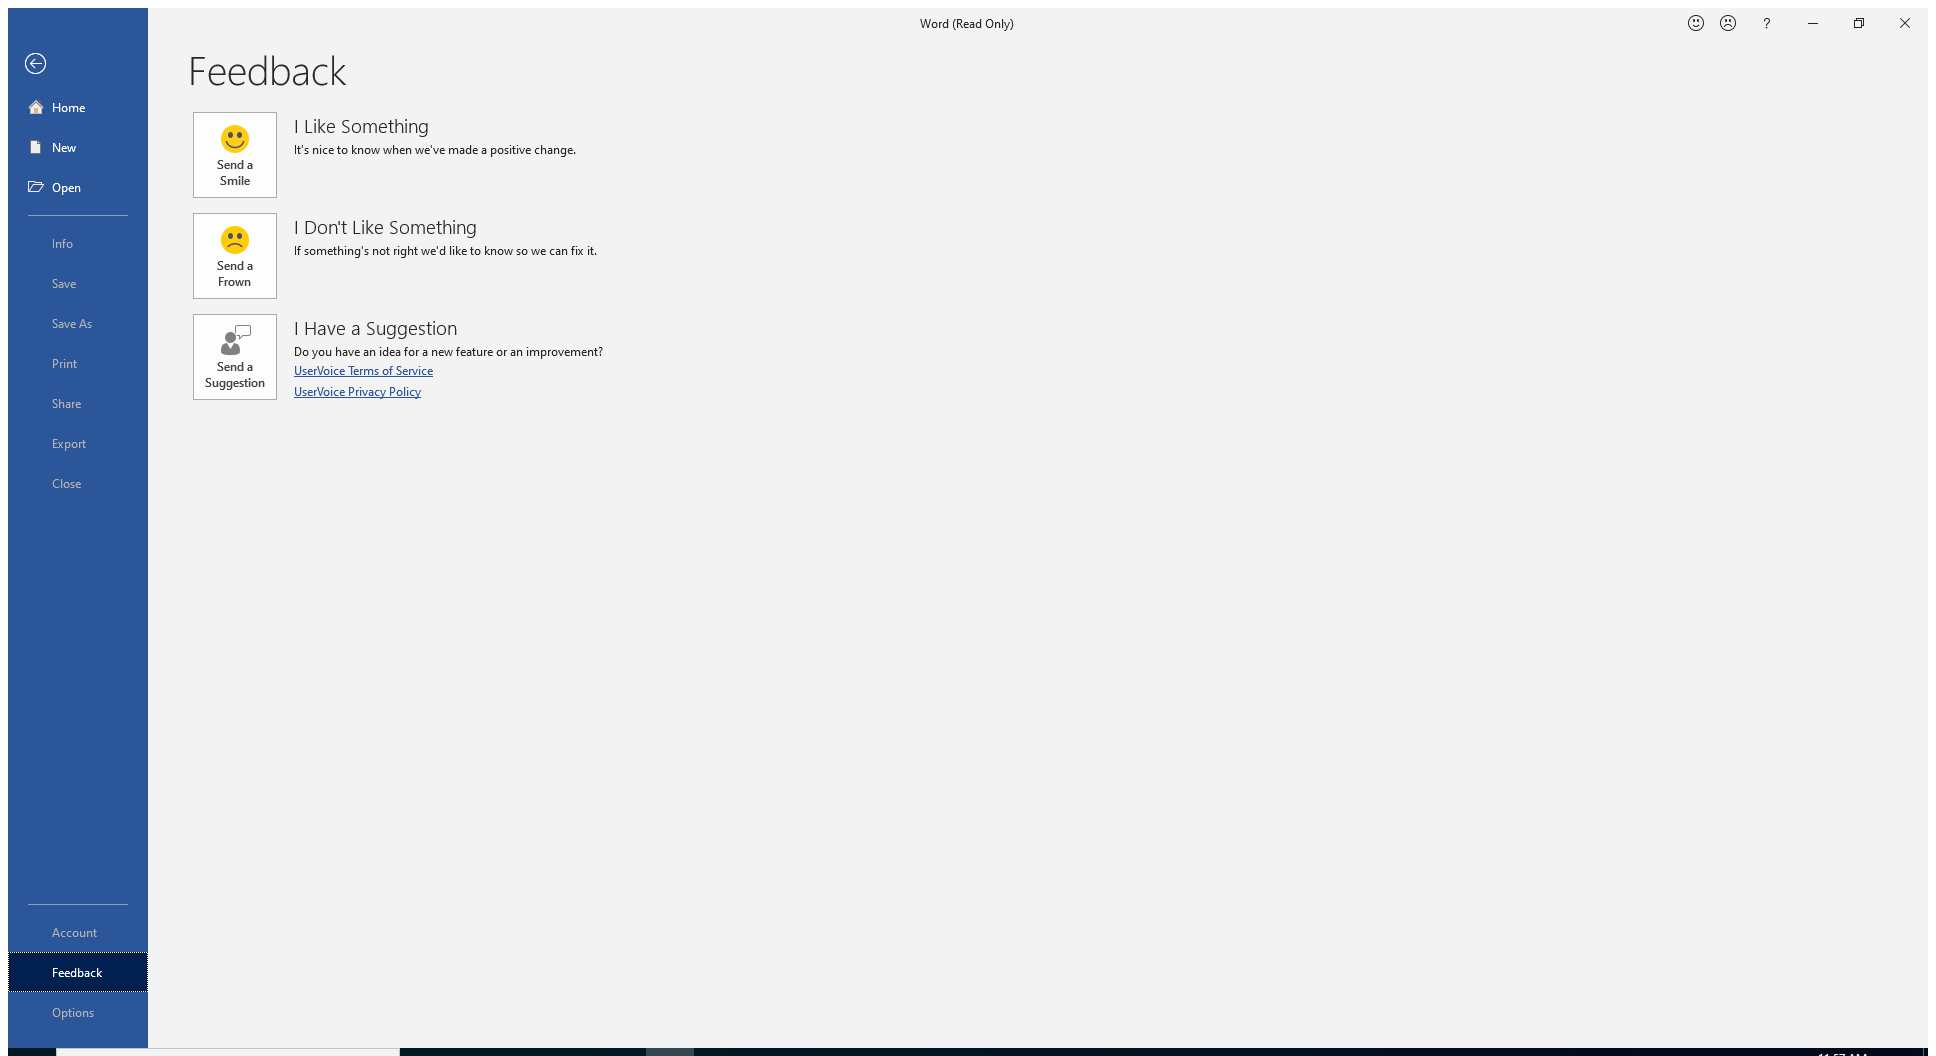 Word (Read Only)
?
Feedback
Home
New
Open
Info
Save
Save As
Print
Share
Export
Close
Account
Feedback
Options
Send a
Smile
I Like Something
It's nice to know when we've made a positive change.
Send a
Frown
I Don't Like Something
If something's not right we'd like to know so we can fix it.
Send a
Suggestion
I Have a Suggestion
Do you have an idea for a new feature or an improvement?
UserVoice Terms of Service
UserVoice Privacy Policy
11:57 AM